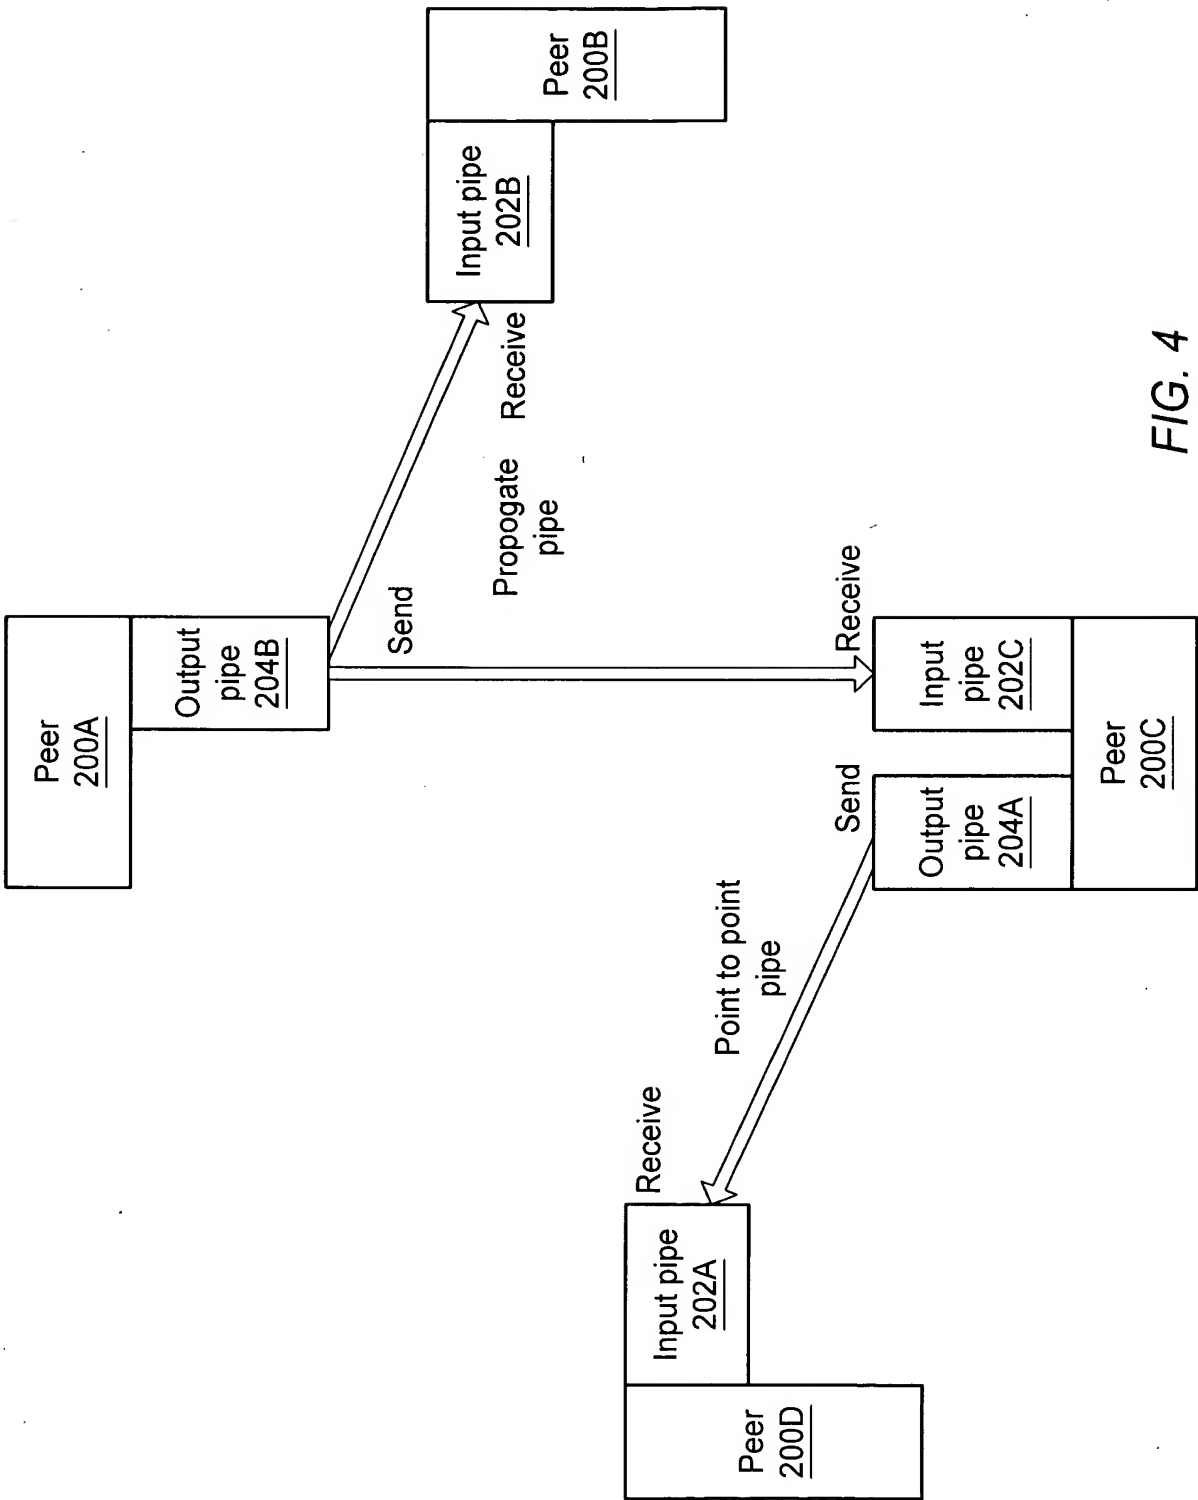 Peer
200A
Output
pipe
204B
Send
Propogate
pipe
Receive
Input pipe
202B
Peer
200B
Receive
Input
pipe
202C
Peer
200C
Output
pipe
204A
Send
Point to point
pipe
Receive
Input pipe
202A
Peer
200D
FIG. 4